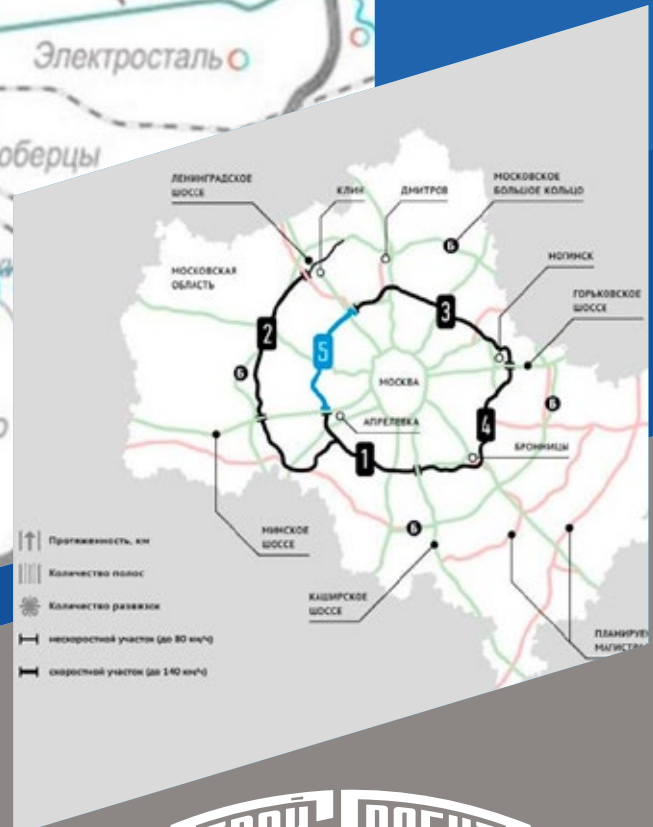 Электросталь
оберцы
ЛЕНИНГРАДСКОЕ
ШОССЕ
КЛИН
ДМИТРОВ
МОСКОВСКОЕ
БОЛЬШОЕ КОЛЬЦО
Б
МОСКОВСКАЯ
ОБЛАСТЬ
НОГИНСК
ГОРЬКОВСКОЕ
ШОССЕ
3
2
5
Б
МОСКВА
Б
АПРЕЛЕВКА
4
БРОННИЦЫ
1
МИНСКОЕ
ШОССЕ
Б
КАШИРСКОЕ
ШОССЕ
ПЛАНИРУЕ
МАГИСТР
Протяженность, км
Количество полос
Количество развязок
нескоростной участок (до 80 км/ч)
скоростной участок (до 140 км/ч)